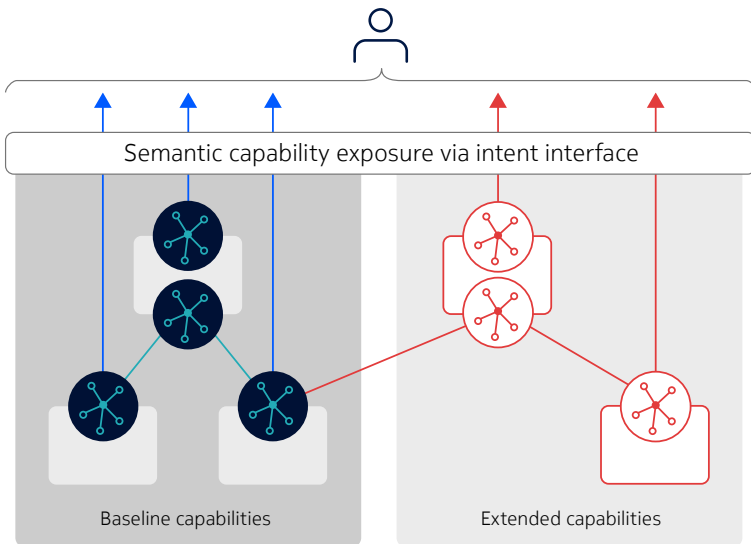 Semantic capability exposure via intent interface
Baseline capabilities
Extended capabilities